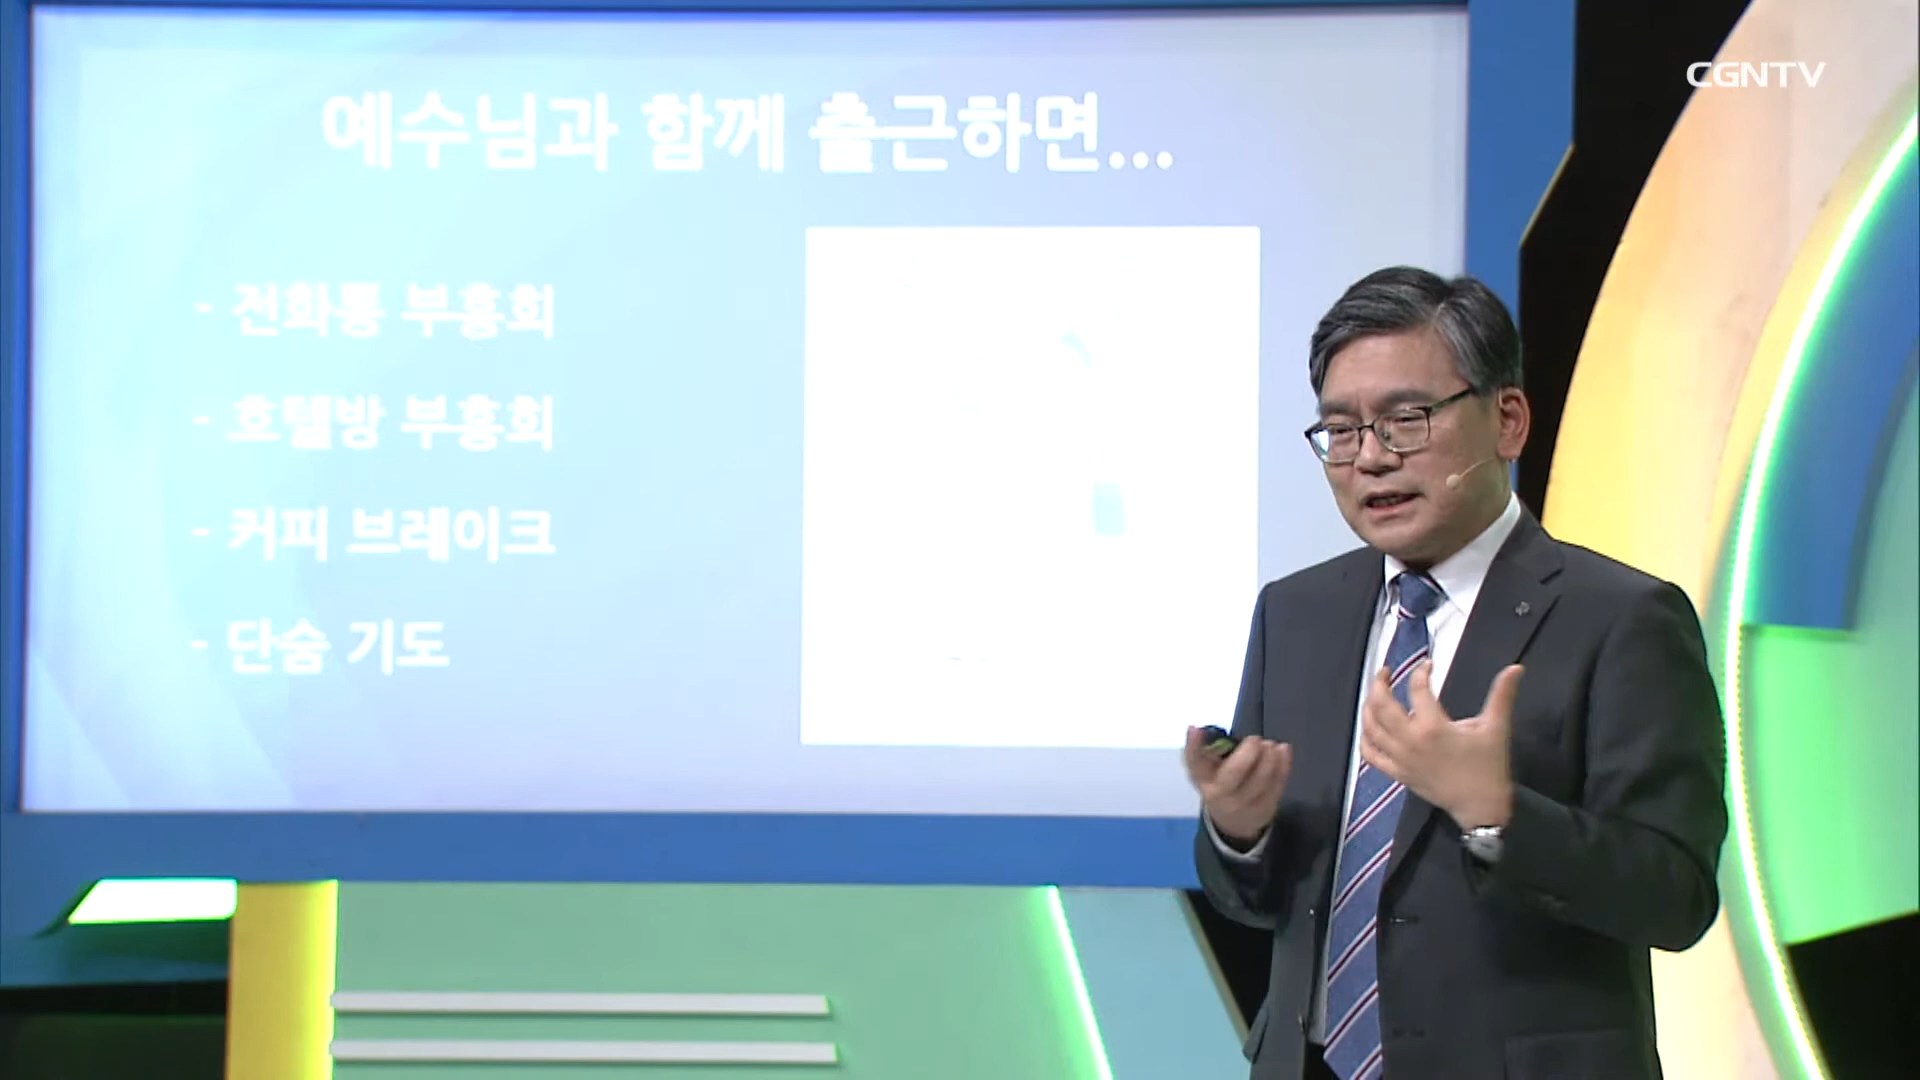 CGNTV
예수님과 함께 출근하면...
- 전화통 부흥회
- 호텔방 부흥회
- 커피 브레이크
- 단숨 기도